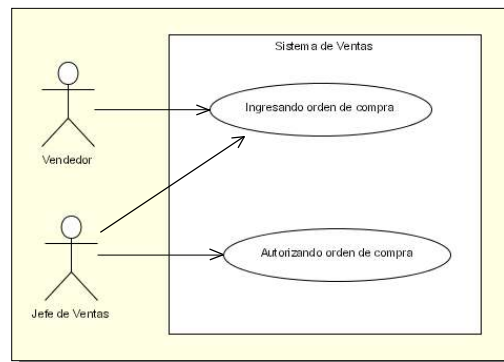 Sistema de Ventas
Ingresando orden de compra
Vendedor
Autorizando orden de compra
Jefe de Ventas